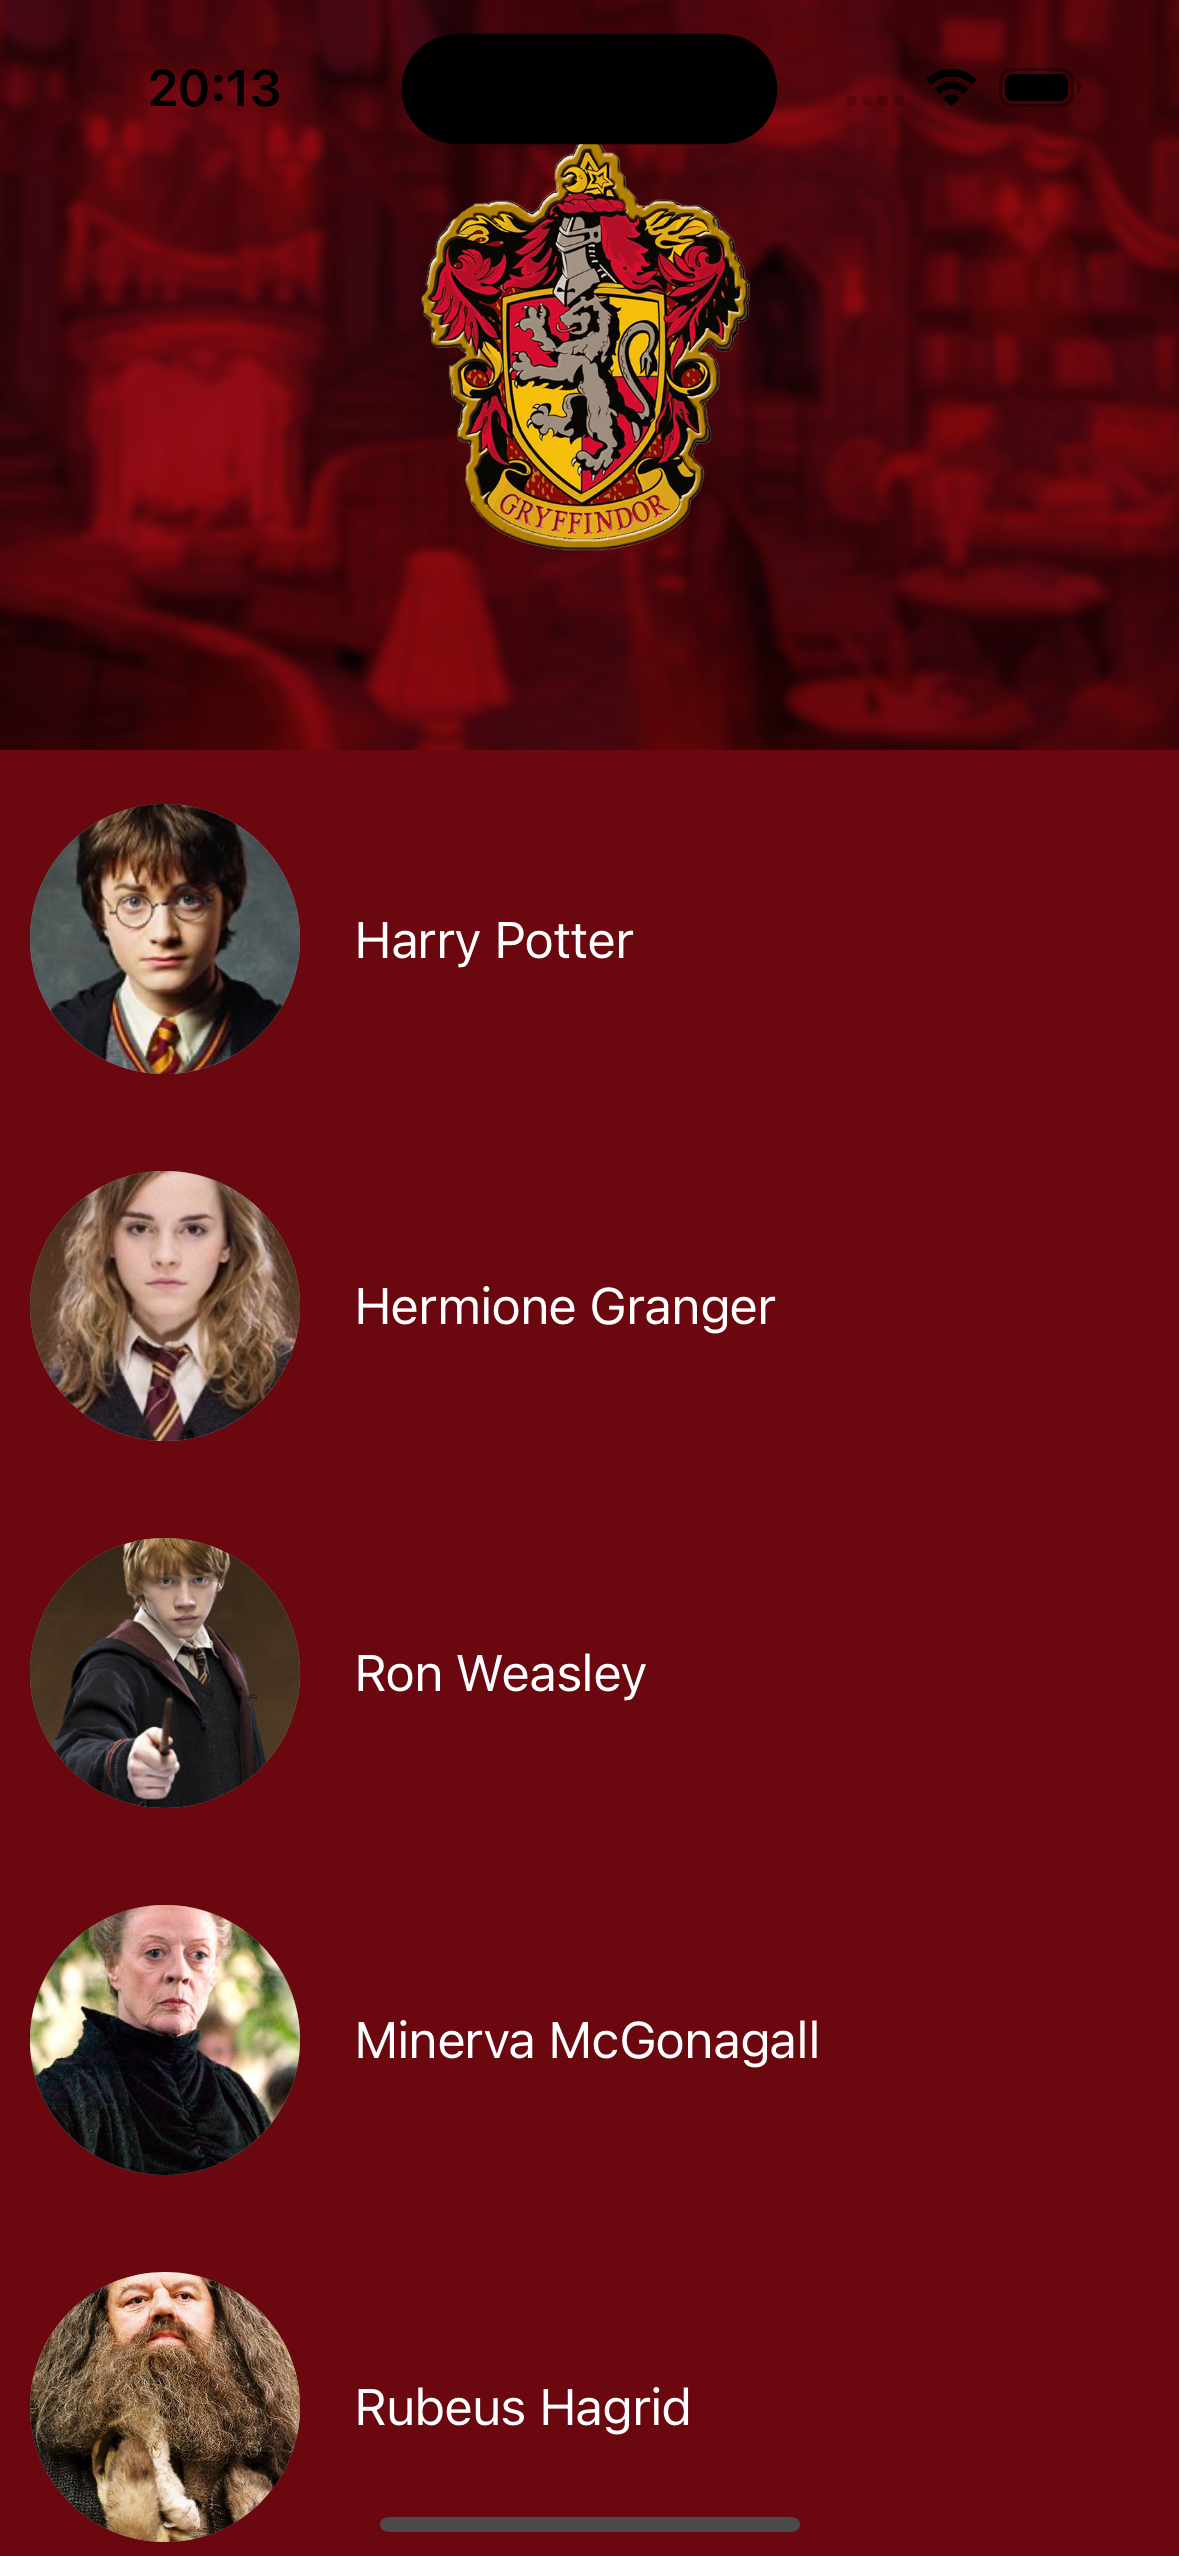 20:13
GRYFFINDOR
Harry Potter
Hermione Granger
Ron Weasley
Minerva McGonagall
Rubeus Hagrid